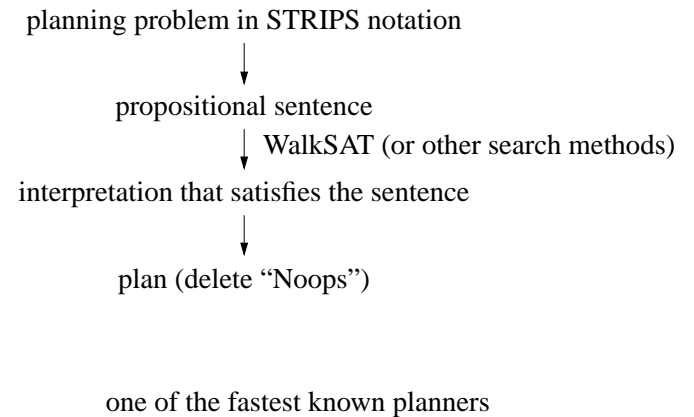 planning problem in STRIPS notation
propositional sentence
WalkSAT (or other search methods)
interpretation that satisfies the sentence
plan (delete “Noops”)
one of the fastest known planners